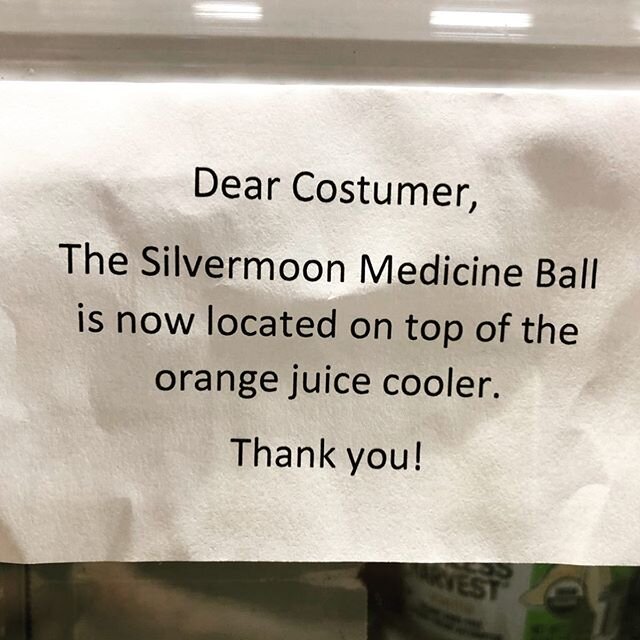 Dear Costumer,
The Silvermoon Medicine Ball
is now located on top of the
orange juice cooler.
Thank you!